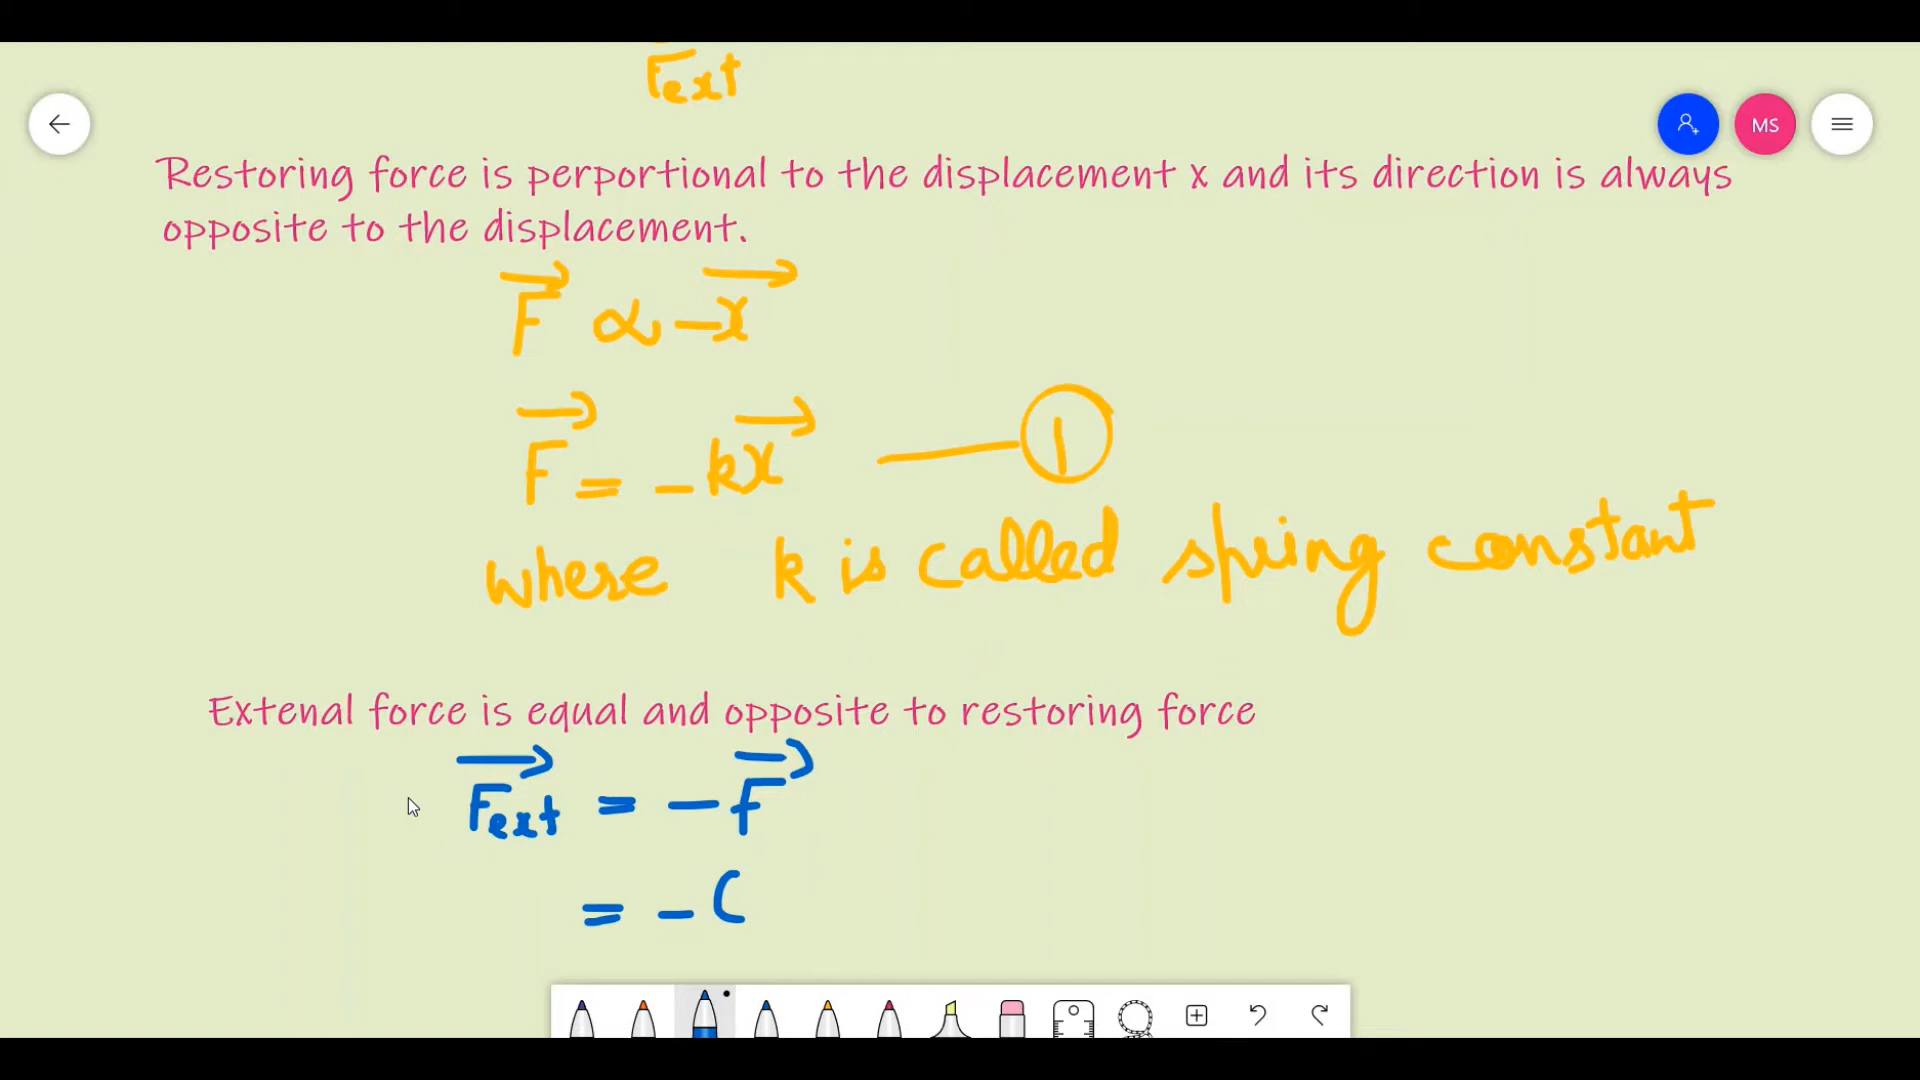 Fext
MS
Restoring force is perportional to the displacement x and its direction is always
opposite to the displacement.
F ∝ -x
F = -kx — 1
where k is called spring constant
Extenal force is equal and opposite to restoring force
Fext = -F
= -(